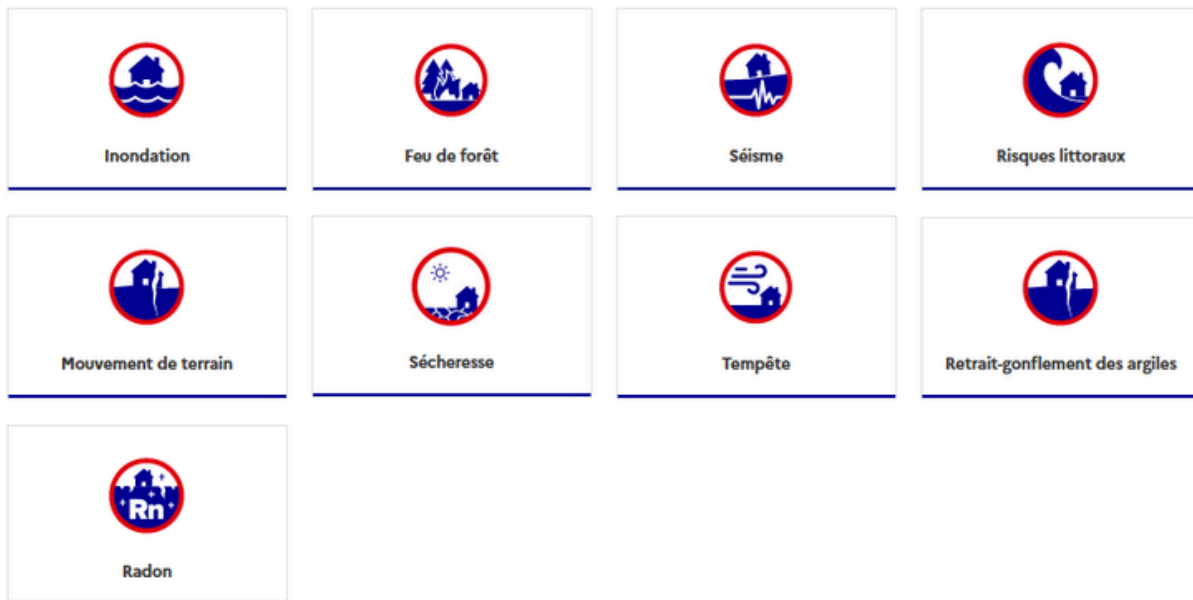 Inondation
Feu de forêt
Séisme
Risques littoraux
Mouvement de terrain
Sécheresse
Tempête
Retrait-gonflement des argiles
Rn
Radon